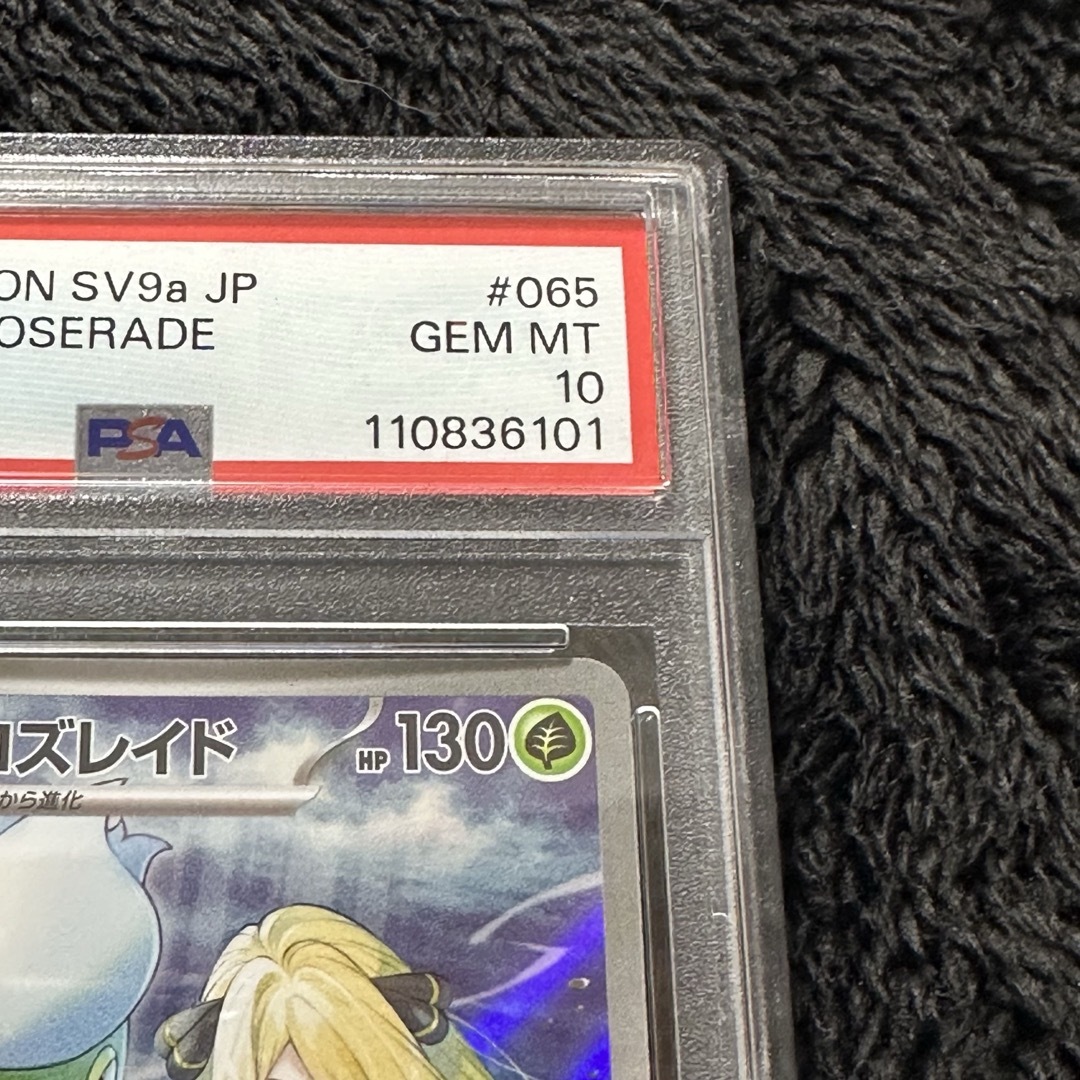 ON SV9a JP #065
OSERADE GEM MT
10
PSA 110836101
ロズレイド HP 130
から進化